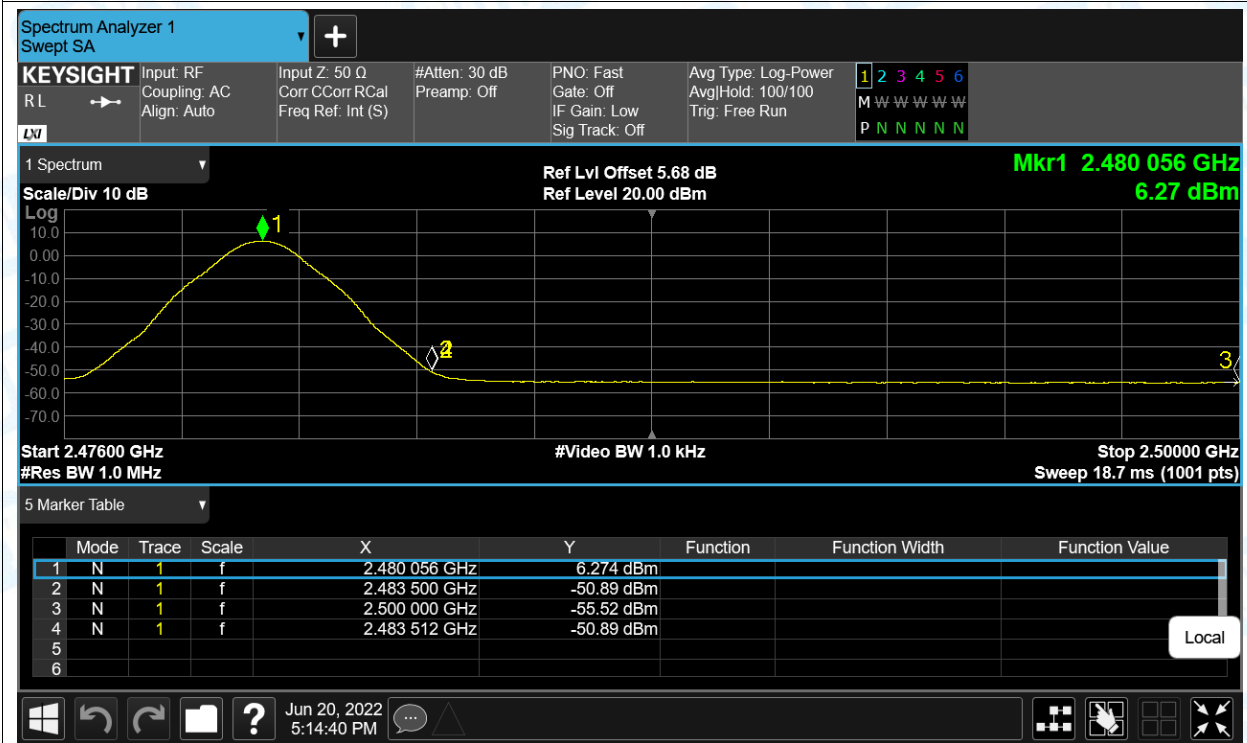 Spectrum Analyzer 1
Swept SA
KEYSIGHT Input: RF Input Z: 50 Ω #Atten: 30 dB PNO: Fast Avg Type: Log-Power 1 2 3 4 5 6
R L Coupling: AC Corr CCorr RCal Preamp: Off Gate: Off Avg|Hold: 100/100 M W W W W W W
Align: Auto Freq Ref: Int (S) IF Gain: Low Trig: Free Run
LXI Sig Track: Off P N N N N N N
1 Spectrum Ref Lvl Offset 5.68 dB Mkr1 2.480 056 GHz
Scale/Div 10 dB Ref Level 20.00 dBm 6.27 dBm
Log
1
10.0
0.00
-10.0
-20.0
-30.0
-40.0
2 4
3
-50.0
-60.0
-70.0
Start 2.47600 GHz #Video BW 1.0 kHz Stop 2.50000 GHz
#Res BW 1.0 MHz Sweep 18.7 ms (1001 pts)
5 Marker Table
Mode Trace Scale X Y Function Function Width Function Value
1 N 1 f 2.480 056 GHz 6.274 dBm
2 N 1 f 2.483 500 GHz -50.89 dBm
3 N 1 f 2.500 000 GHz -55.52 dBm
4 N 1 f 2.483 512 GHz -50.89 dBm
5
6
Local
? Jun 20, 2022
5:14:40 PM